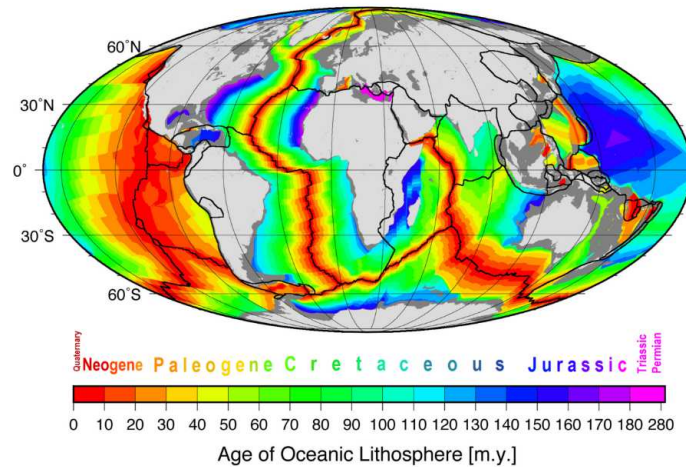 60˚N
30˚N
0˚
30˚S
60˚S
Quaternary Neogene Paleogene Cretaceous Jurassic Triassic Permian
0 10 20 30 40 50 60 70 80 90 100 110 120 130 140 150 160 170 180 280
Age of Oceanic Lithosphere [m.y.]